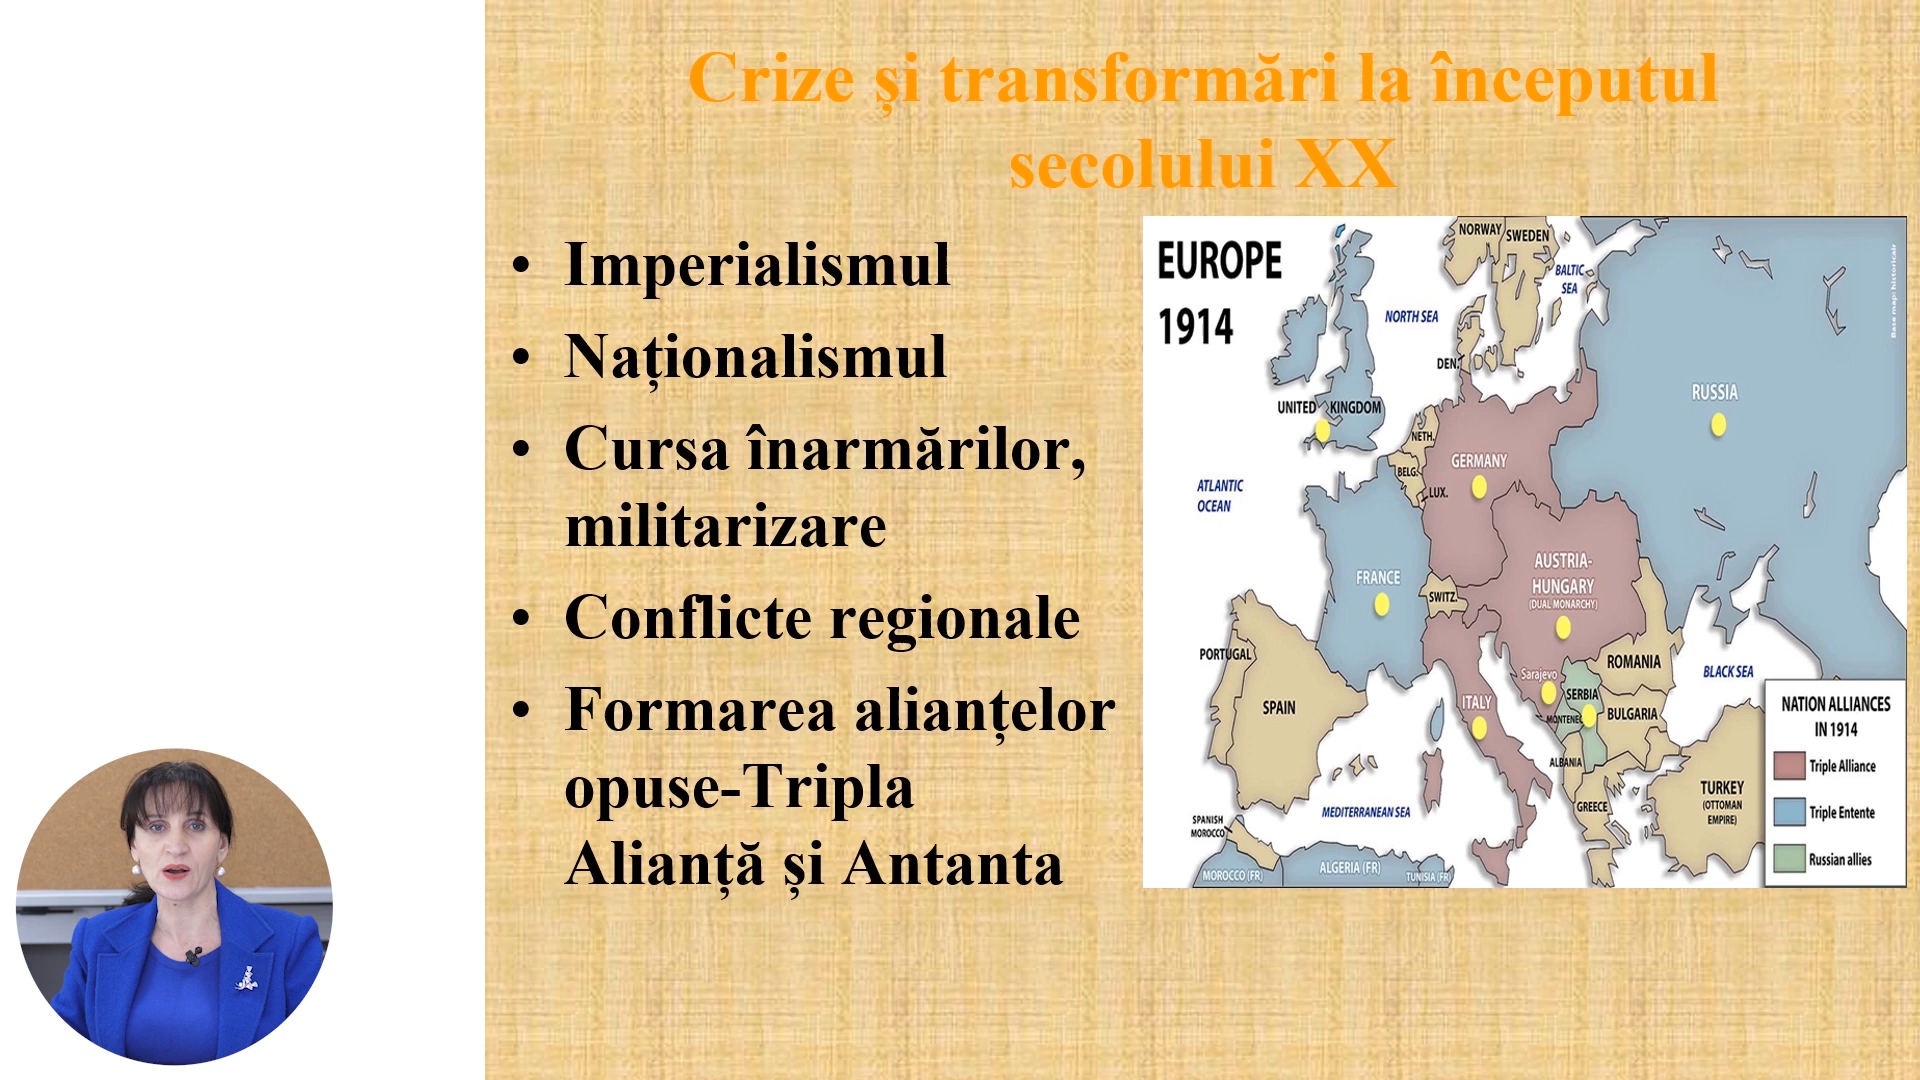 Crize și transformări la începutul
secolului XX
• Imperialismul
• Naționalismul
• Cursa înarmărilor,
militarizare
• Conflicte regionale
• Formarea alianțelor
opuse-Tripla
Alianță și Antanta
EUROPE
1914
NORWAY
SWEDEN
BALTIC
SEA
NORTH SEA
DEN.
Base map: Historicair
RUSSIA
UNITED KINGDOM
NETH.
BELG.
GERMANY
LUX.
ATLANTIC
OCEAN
FRANCE
SWITZ.
AUSTRIA-
HUNGARY
(DUAL MONARCHY)
PORTUGAL
SPAIN
ITALY
Sarajevo
SERBIA
ROMANIA
BLACK SEA
MONTENEG
BULGARIA
ALBANIA
GREECE
MEDITERRANEAN SEA
TURKEY
(OTTOMAN
EMPIRE)
SPANISH
MOROCCO
MOROCCO (FR)
ALGERIA (FR)
TUNISIA (FR)
NATION ALLIANCES
IN 1914
Triple Alliance
Triple Entente
Russian allies